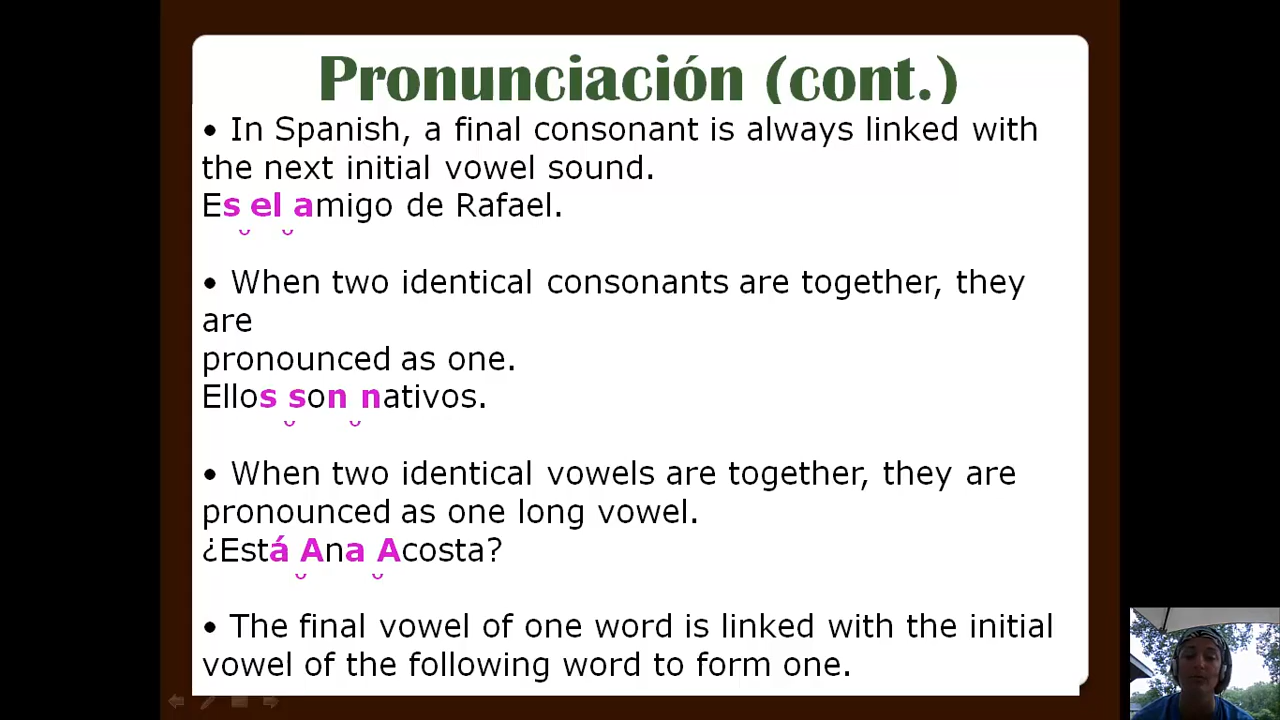 Pronunciación (cont.)
• In Spanish, a final consonant is always linked with
the next initial vowel sound.
Es el amigo de Rafael.
• When two identical consonants are together, they
are
pronounced as one.
Ellos son nativos.
• When two identical vowels are together, they are
pronounced as one long vowel.
¿Está Ana Acosta?
• The final vowel of one word is linked with the initial
vowel of the following word to form one.